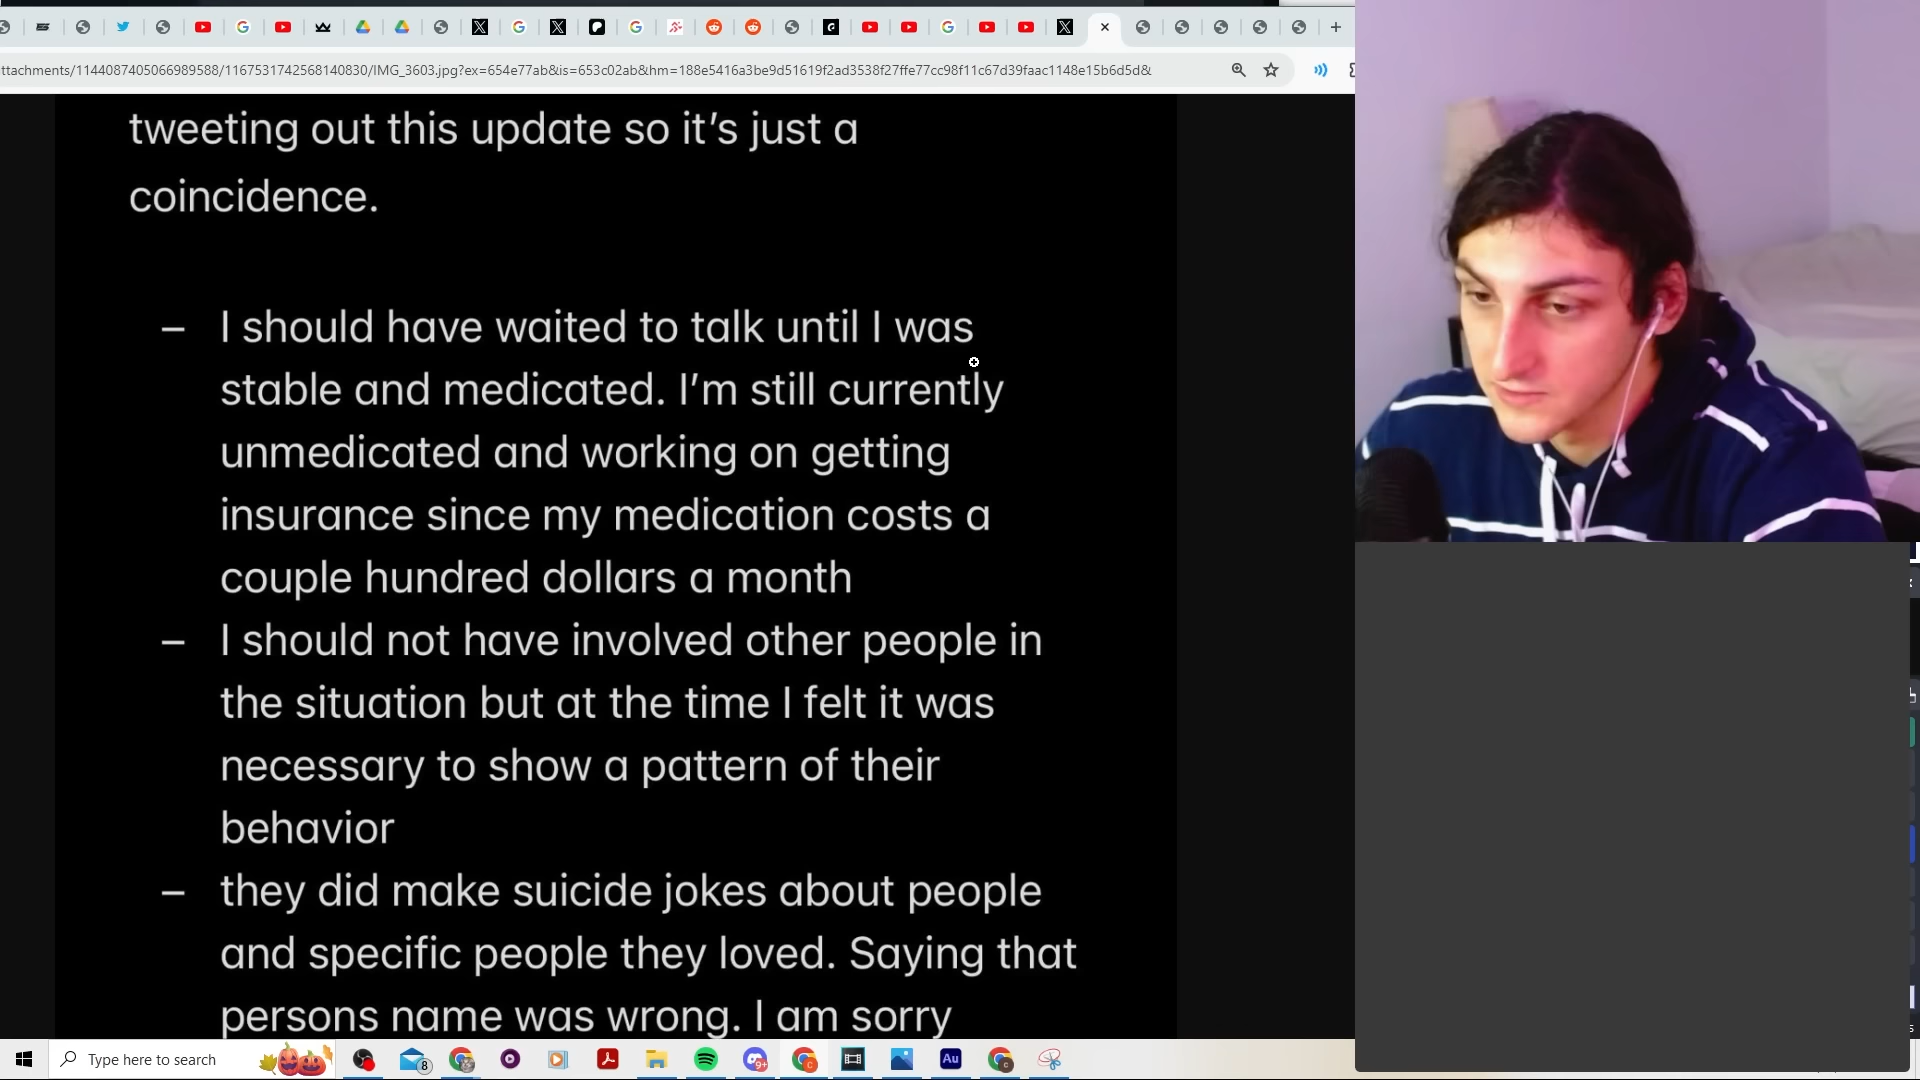 ttachments/1144087405066989588/1167531742568140830/IMG_3603.jpg?ex=654e77ab&is=653c02ab&hm=188e5416a3be9d51619f2ad3538f27ffe77cc98f11c67d39faac1148e15b6d5d&
tweeting out this update so it’s just a
coincidence.
– I should have waited to talk until I was
stable and medicated. I’m still currently
unmedicated and working on getting
insurance since my medication costs a
couple hundred dollars a month
– I should not have involved other people in
the situation but at the time I felt it was
necessary to show a pattern of their
behavior
– they did make suicide jokes about people
and specific people they loved. Saying that
persons name was wrong. I am sorry
Type here to search
8
9+
Au